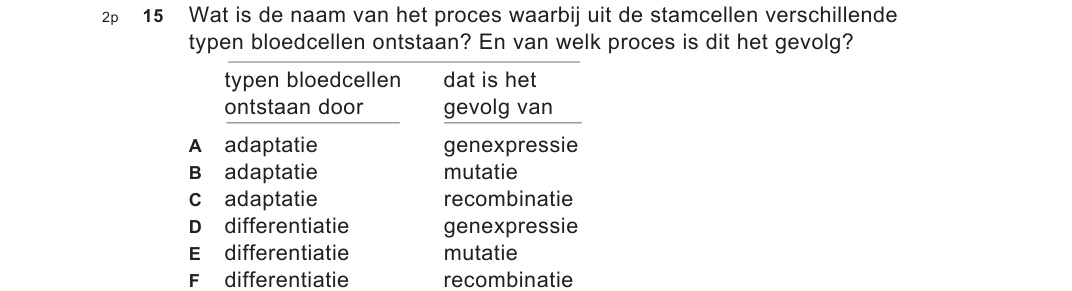 2p 15 Wat is de naam van het proces waarbij uit de stamcellen verschillende
typen bloedcellen ontstaan? En van welk proces is dit het gevolg?
typen bloedcellen dat is het
ontstaan door gevolg van
A adaptatie genexpressie
B adaptatie mutatie
C adaptatie recombinatie
D differentiatie genexpressie
E differentiatie mutatie
F differentiatie recombinatie